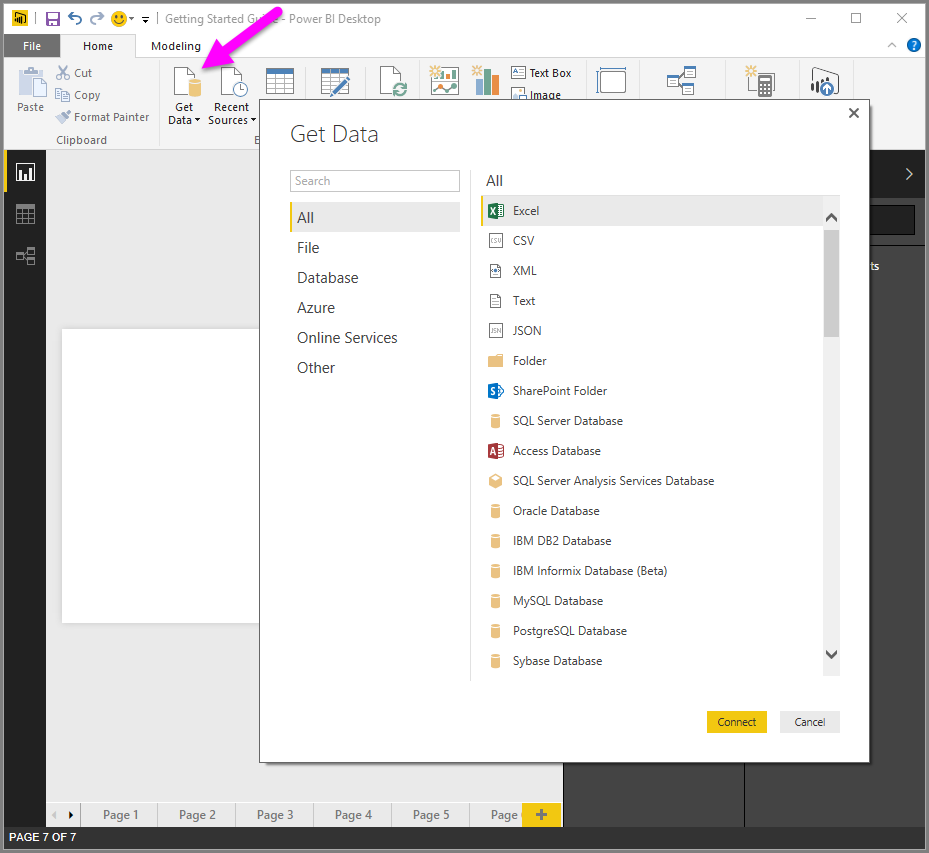 Getting Started Gu - Power BI Desktop
File
Home
Modeling
Paste
Cut
Copy
Format Painter
Clipboard
Get
Data
Recent
Sources
Text Box
Image
Get Data
Search
All
File
Database
Azure
Online Services
Other
All
Excel
CSV
XML
Text
JSON
Folder
SharePoint Folder
SQL Server Database
Access Database
SQL Server Analysis Services Database
Oracle Database
IBM DB2 Database
IBM Informix Database (Beta)
MySQL Database
PostgreSQL Database
Sybase Database
Connect
Cancel
ts
Page 1
Page 2
Page 3
Page 4
Page 5
Page
PAGE 7 OF 7